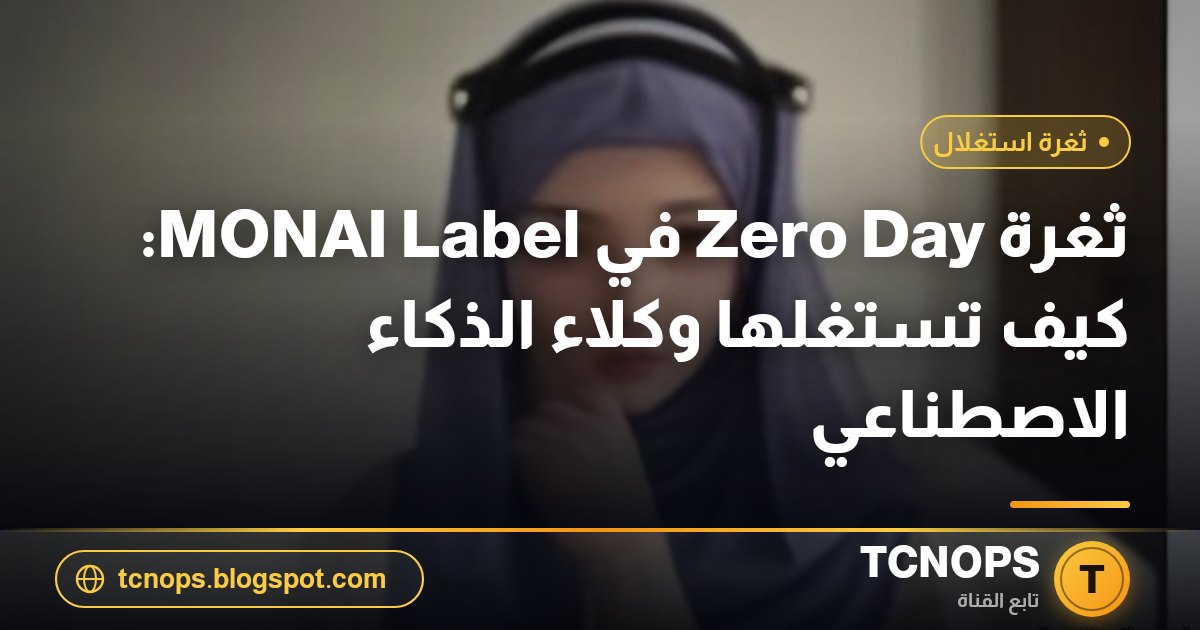 ثغرة استغلال
ثغرة Zero Day في MONAI Label:
كيف تستغلها وكلاء الذكاء
الاصطناعي
TCNOPS
تابع القناة
T
tcnops.blogspot.com